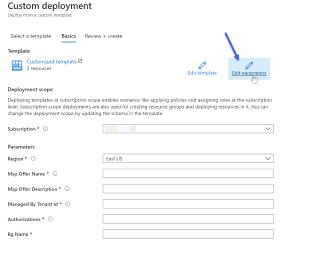 Custom deployment
Deploy from a custom template
Select a template Basics Review + create
Template
Customized template
2 resources
Edit template Edit parameters
Deployment scope
Deploying templates at subscription scope enables scenarios like applying policies and assigning roles at the subscription
level. Subscription scope deployments are also used for creating resource groups and deploying resources in it. You can
change the deployment scope by updating the schema in the template.
Subscription *
Parameters
Region * East US
Msp Offer Name *
Msp Offer Description *
Managed By Tenant Id *
Authorizations *
Rg Name *